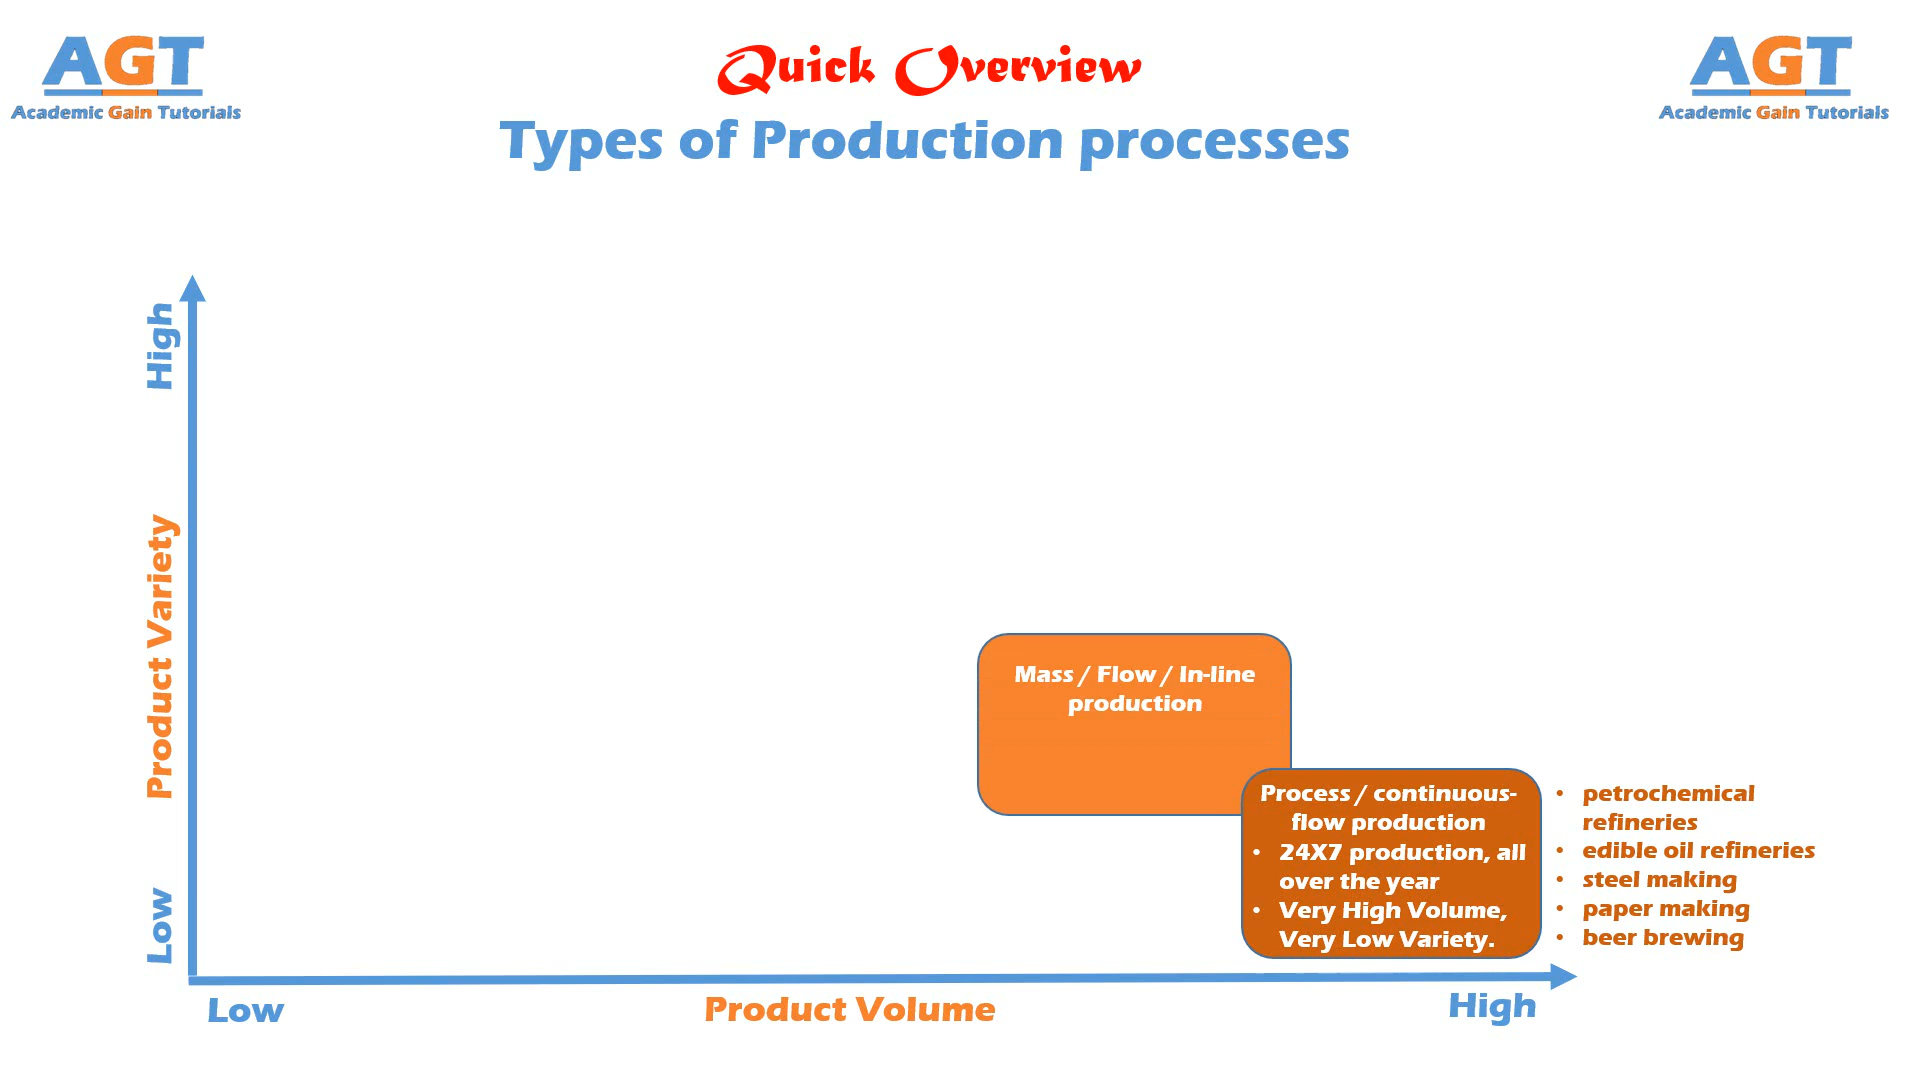 AGT
Academic Gain Tutorials
Quick Overview
AGT
Academic Gain Tutorials
Types of Production processes
High
Product Variety
Low
Mass / Flow / In-line
production
Process / continuous-
flow production
• 24X7 production, all
over the year
• Very High Volume,
Very Low Variety.
• petrochemical
refineries
• edible oil refineries
• steel making
• paper making
• beer brewing
Low
Product Volume
High